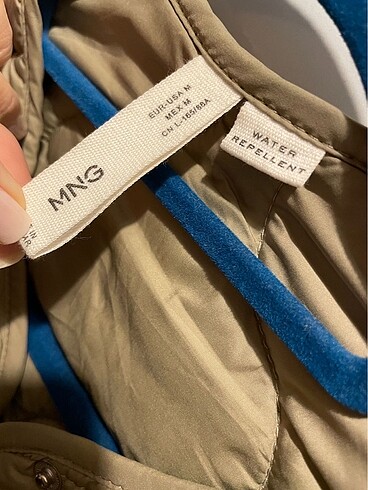 MNG
EUR-USA M
MEX M
CN L-165/88A
WATER
REPELLENT